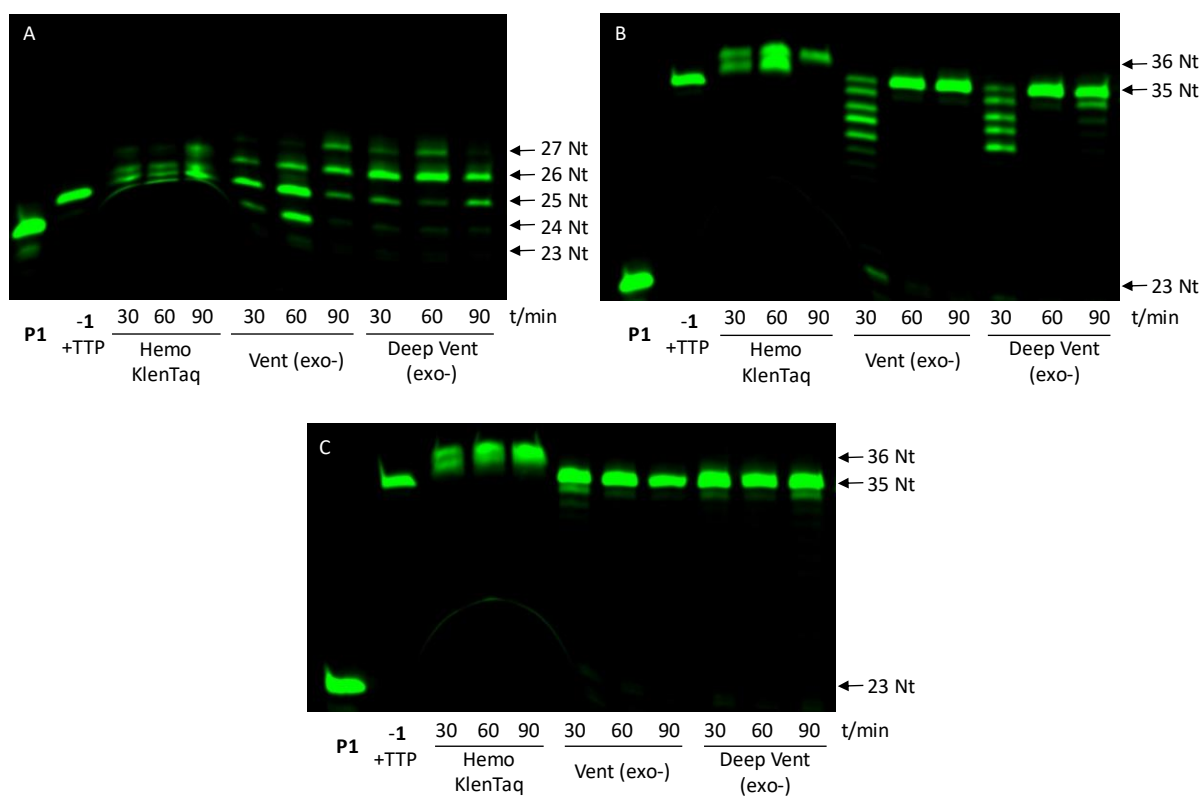 A
27 Nt
26 Nt
25 Nt
24 Nt
23 Nt
P1
-1
+TTP
30 60 90 30 60 90 30 60 90 t/min
Hemo
KlenTaq
Vent (exo-)
Deep Vent
(exo-)
B
36 Nt
35 Nt
23 Nt
P1
-1
+TTP
30 60 90 30 60 90 30 60 90 t/min
Hemo
KlenTaq
Vent (exo-)
Deep Vent
(exo-)
C
36 Nt
35 Nt
23 Nt
P1
-1
+TTP
30 60 90 30 60 90 30 60 90 t/min
Hemo
KlenTaq
Vent (exo-)
Deep Vent
(exo-)